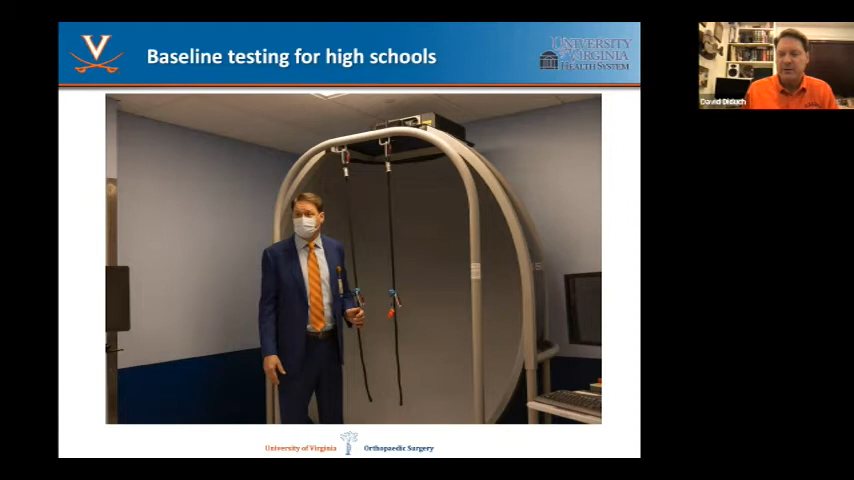 Baseline testing for high schools
UNIVERSITY
of VIRGINIA
HEALTH SYSTEM
David Diduch
University of Virginia
Orthopaedic Surgery